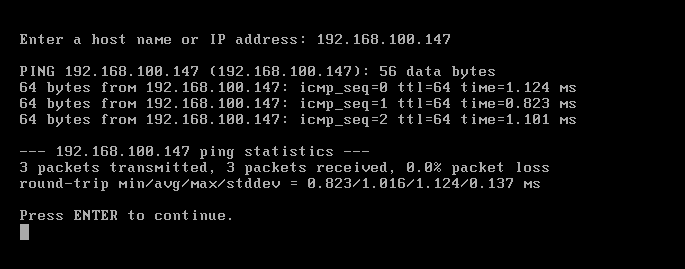 Enter a host name or IP address: 192.168.100.147
PING 192.168.100.147 (192.168.100.147): 56 data bytes
64 bytes from 192.168.100.147: icmp_seq=0 ttl=64 time=1.124 ms
64 bytes from 192.168.100.147: icmp_seq=1 ttl=64 time=0.823 ms
64 bytes from 192.168.100.147: icmp_seq=2 ttl=64 time=1.101 ms
--- 192.168.100.147 ping statistics ---
3 packets transmitted, 3 packets received, 0.0% packet loss
round-trip min/avg/max/stddev = 0.823/1.016/1.124/0.137 ms
Press ENTER to continue.